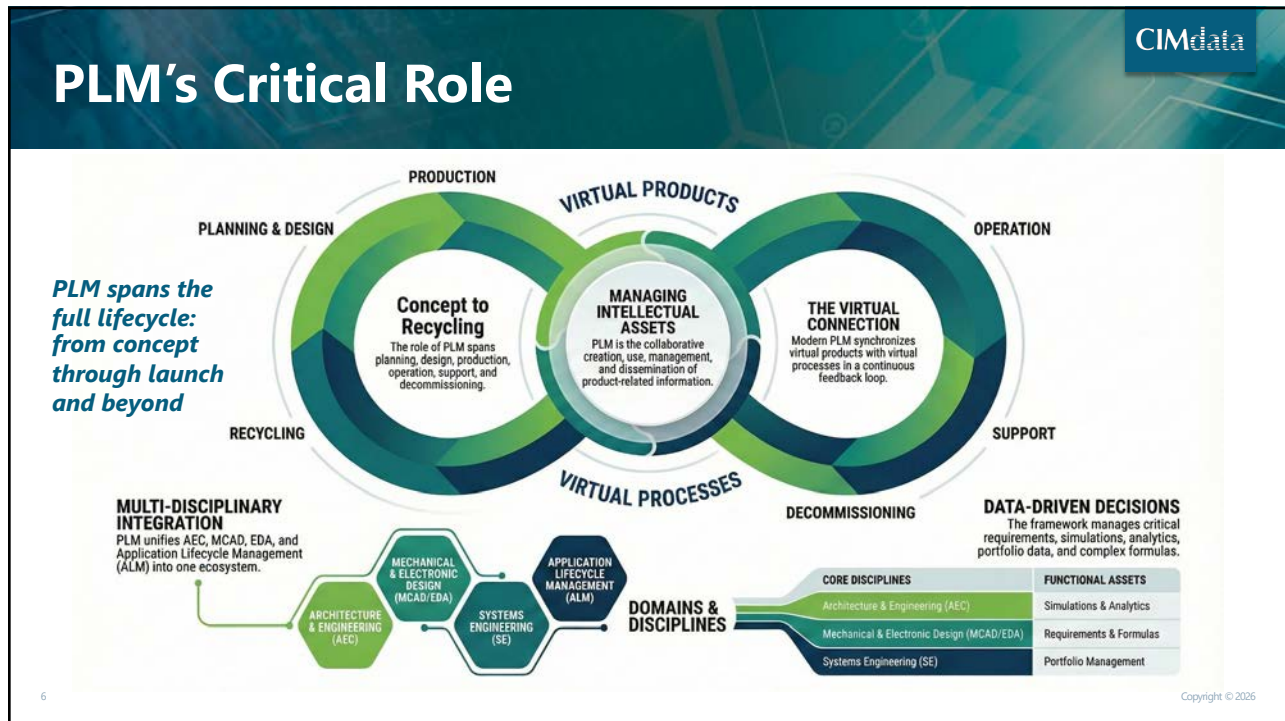 CIMdata
PLM's Critical Role
PRODUCTION
PLANNING & DESIGN
VIRTUAL PRODUCTS
OPERATION
PLM spans the
full lifecycle:
from concept
through launch
and beyond
Concept to
Recycling
The role of PLM spans
planning, design, production,
operation, support, and
decommissioning.
MANAGING
INTELLECTUAL
ASSETS
PLM is the collaborative
creation, use, management,
and dissemination of
product-related information.
THE VIRTUAL
CONNECTION
Modern PLM synchronizes
virtual products with virtual
processes in a continuous
feedback loop.
RECYCLING
SUPPORT
VIRTUAL PROCESSES
DECOMMISSIONING
MULTI-DISCIPLINARY
INTEGRATION
PLM unifies AEC, MCAD, EDA, and
Application Lifecycle Management
(ALM) into one ecosystem.
ARCHITECTURE
& ENGINEERING
(AEC)
MECHANICAL
& ELECTRONIC
DESIGN
(MCAD/EDA)
SYSTEMS
ENGINEERING
(SE)
APPLICATION
LIFECYCLE
MANAGEMENT
(ALM)
DATA-DRIVEN DECISIONS
The framework manages critical
requirements, simulations, analytics,
portfolio data, and complex formulas.
DOMAINS &
DISCIPLINES
CORE DISCIPLINES FUNCTIONAL ASSETS
Architecture & Engineering (AEC) Simulations & Analytics
Mechanical & Electronic Design (MCAD/EDA) Requirements & Formulas
Systems Engineering (SE) Portfolio Management
6
Copyright © 2026